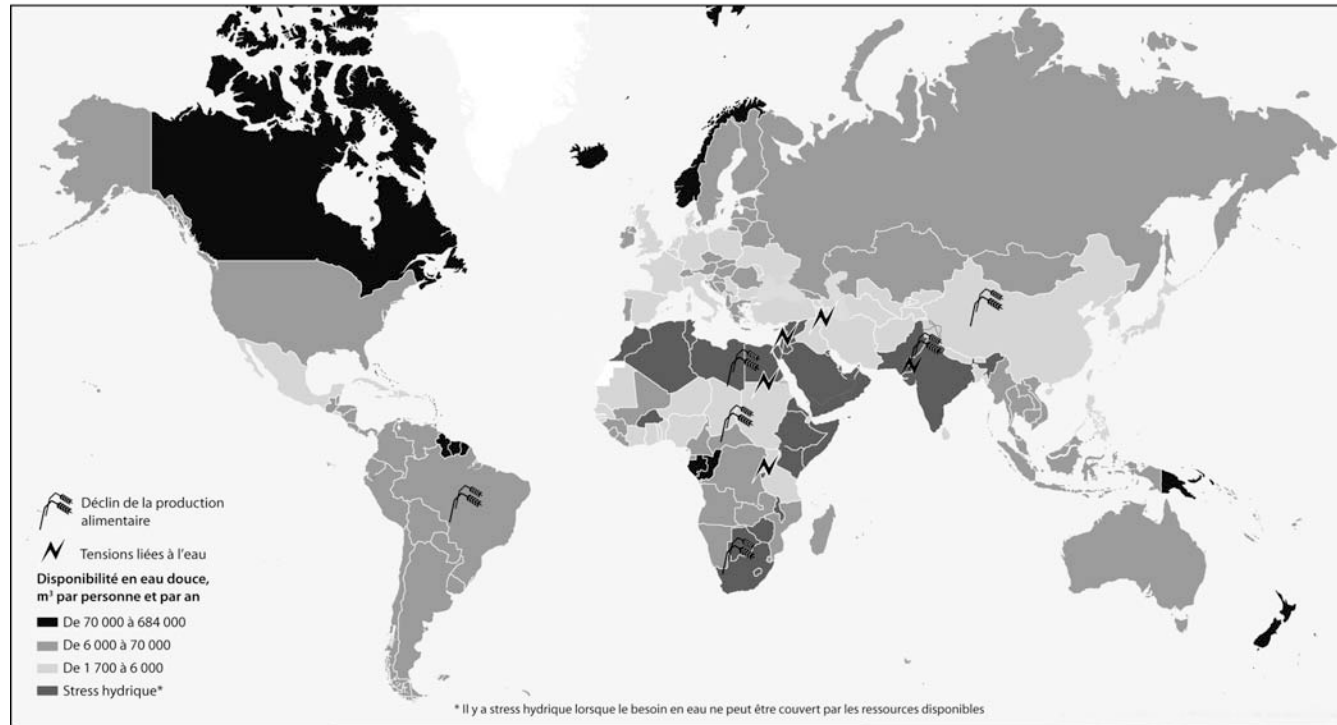 Déclin de la production
alimentaire
Tensions liées à l'eau
Disponibilité en eau douce,
m³ par personne et par an
De 70 000 à 684 000
De 6 000 à 70 000
De 1 700 à 6 000
Stress hydrique*
* Il y a stress hydrique lorsque le besoin en eau ne peut être couvert par les ressources disponibles